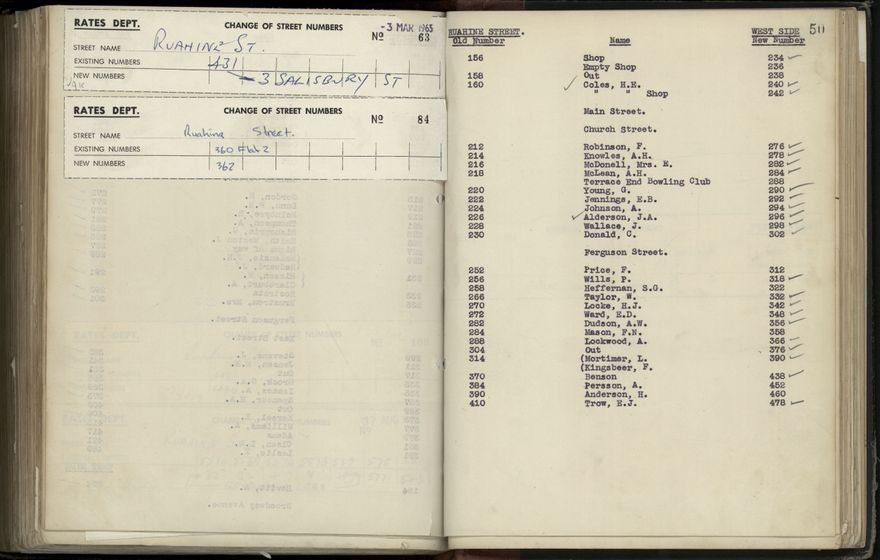 RATES DEPT. CHANGE OF STREET NUMBERS
-3 MAR 1965
Nº 63
STREET NAME Ruahine St.
EXISTING NUMBERS 431
NEW NUMBERS 3 Salisbury St
RATES DEPT. CHANGE OF STREET NUMBERS
Nº 84
STREET NAME Ruahine Street.
EXISTING NUMBERS 360 Flat 2
NEW NUMBERS 362
RUAHINE STREET. WEST SIDE 50
Old Number Name New Number
156 Shop 234
Empty Shop 236
158 Out 238
160 Coles, H.E. 240
" " Shop 242
Main Street.
Church Street.
212 Robinson, F. 276
214 Knowles, A.H. 278
216 McDonell, Mrs. E. 282
218 McLean, A.H. 284
Terrace End Bowling Club 288
220 Young, G. 290
222 Jennings, E.B. 292
224 Johnson, A. 294
226 Alderson, J.A. 296
228 Wallace, J. 298
230 Donald, C. 302
Ferguson Street.
252 Price, F. 312
256 Wills, P. 318
258 Heffernan, S.G. 322
266 Taylor, W. 332
270 Locke, H.J. 342
272 Ward, E.D. 348
282 Dudson, A.W. 356
284 Mason, F.N. 358
288 Lockwood, A. 366
304 Out 376
314 (Mortimer, L. 390
(Kingsbeer, F.
370 Benson 438
384 Persson, A. 452
390 Anderson, H. 460
410 Trow, E.J. 478